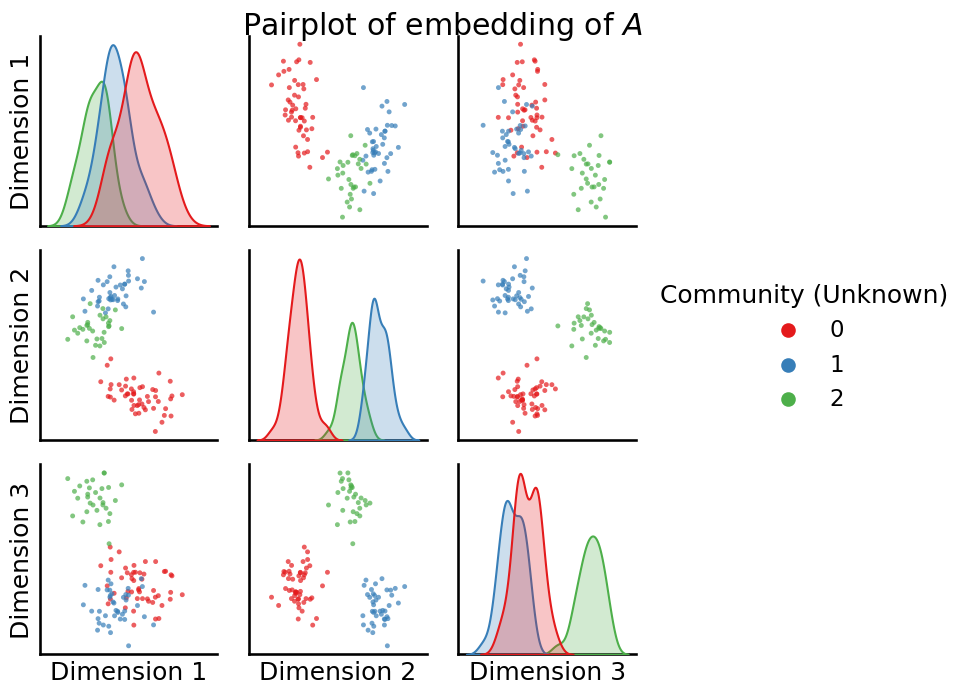 Pairplot of embedding of A
Dimension 1
Dimension 2
Community (Unknown)
0
1
2
Dimension 3
Dimension 1
Dimension 2
Dimension 3